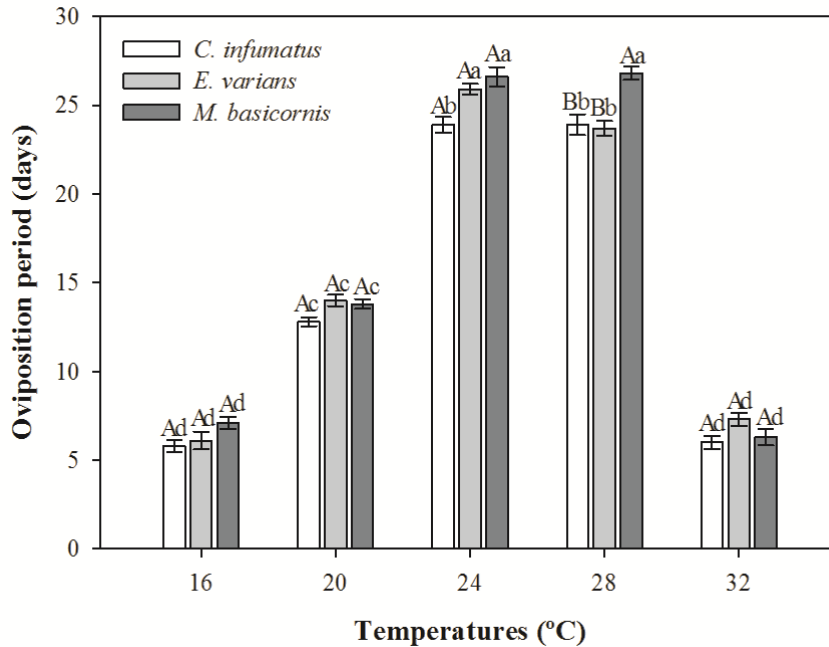 30
25
20
15
10
5
0
Oviposition period (days)
C. infumatus
E. varians
M. basicornis
Ad Ad Ad
Ac Ac Ac
Ab Aa Aa
Bb Bb Aa
Ad Ad Ad
16 20 24 28 32
Temperatures (ºC)